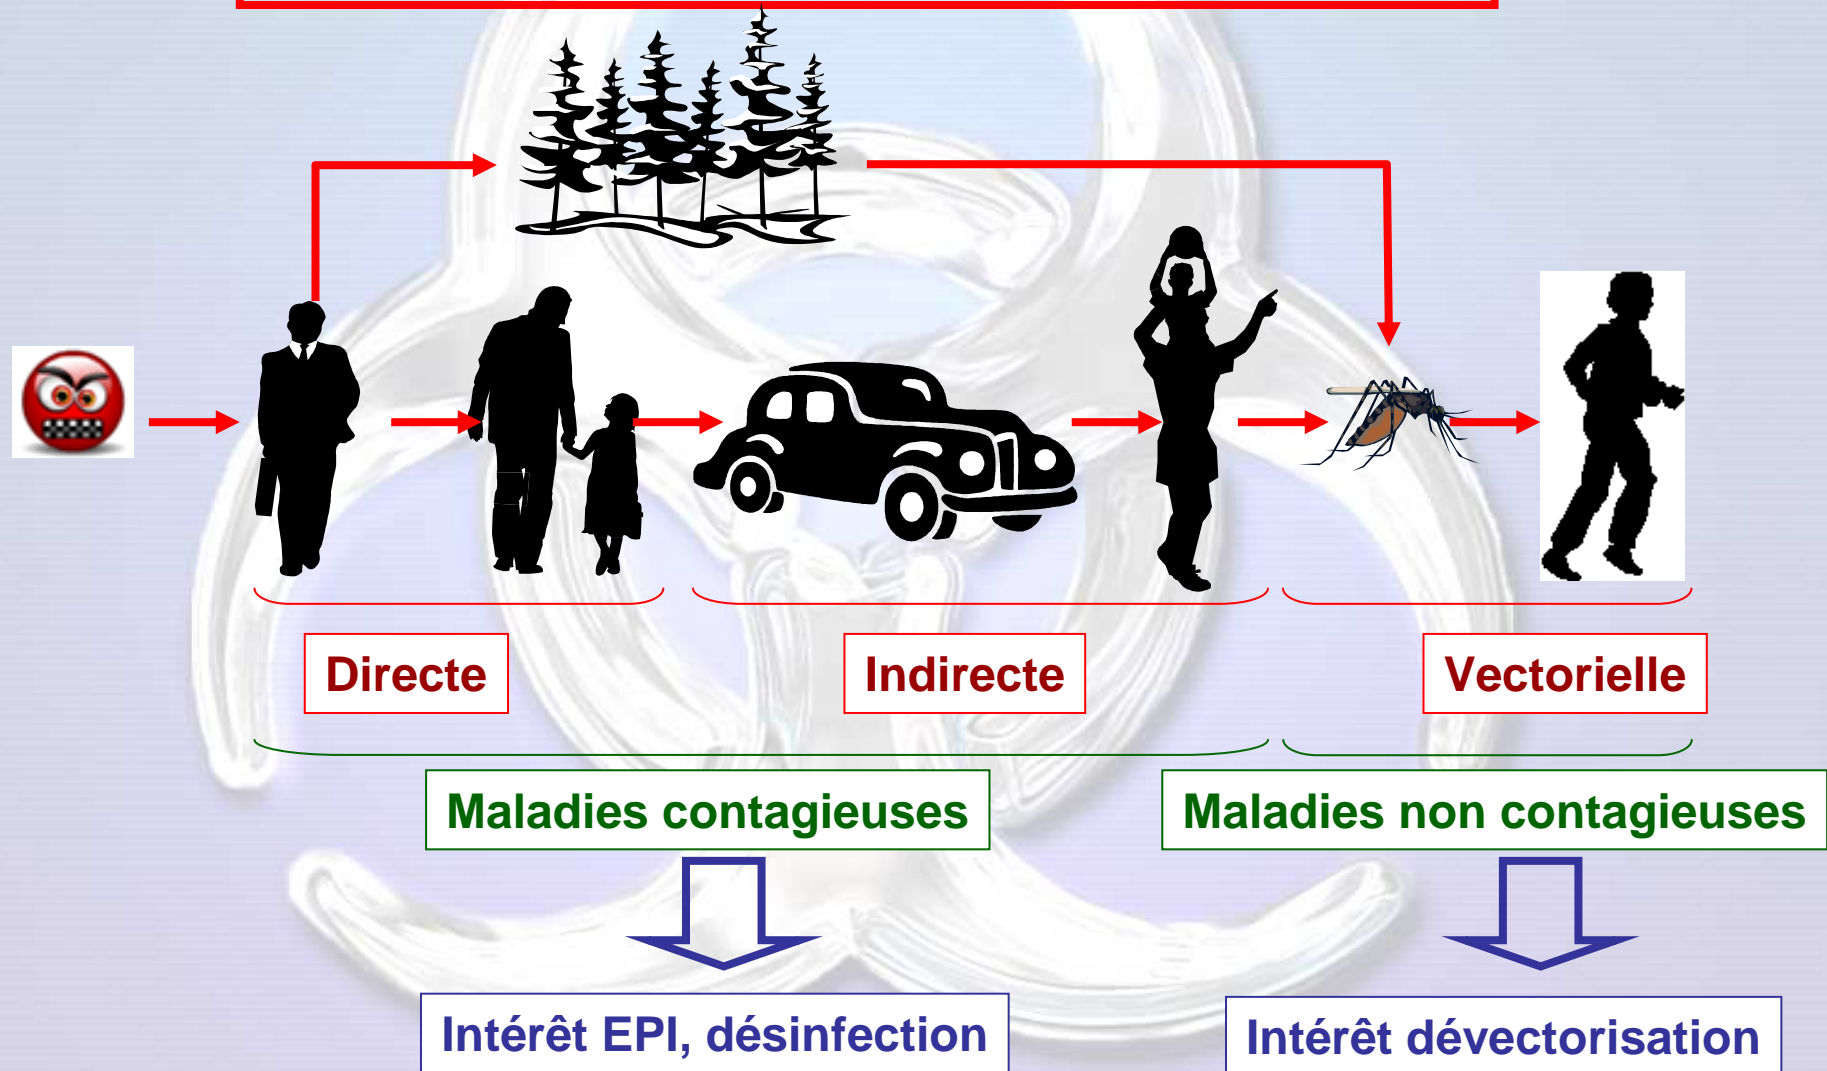 Directe
Indirecte
Vectorielle
Maladies contagieuses
Maladies non contagieuses
Intérêt EPI, désinfection
Intérêt dévectorisation